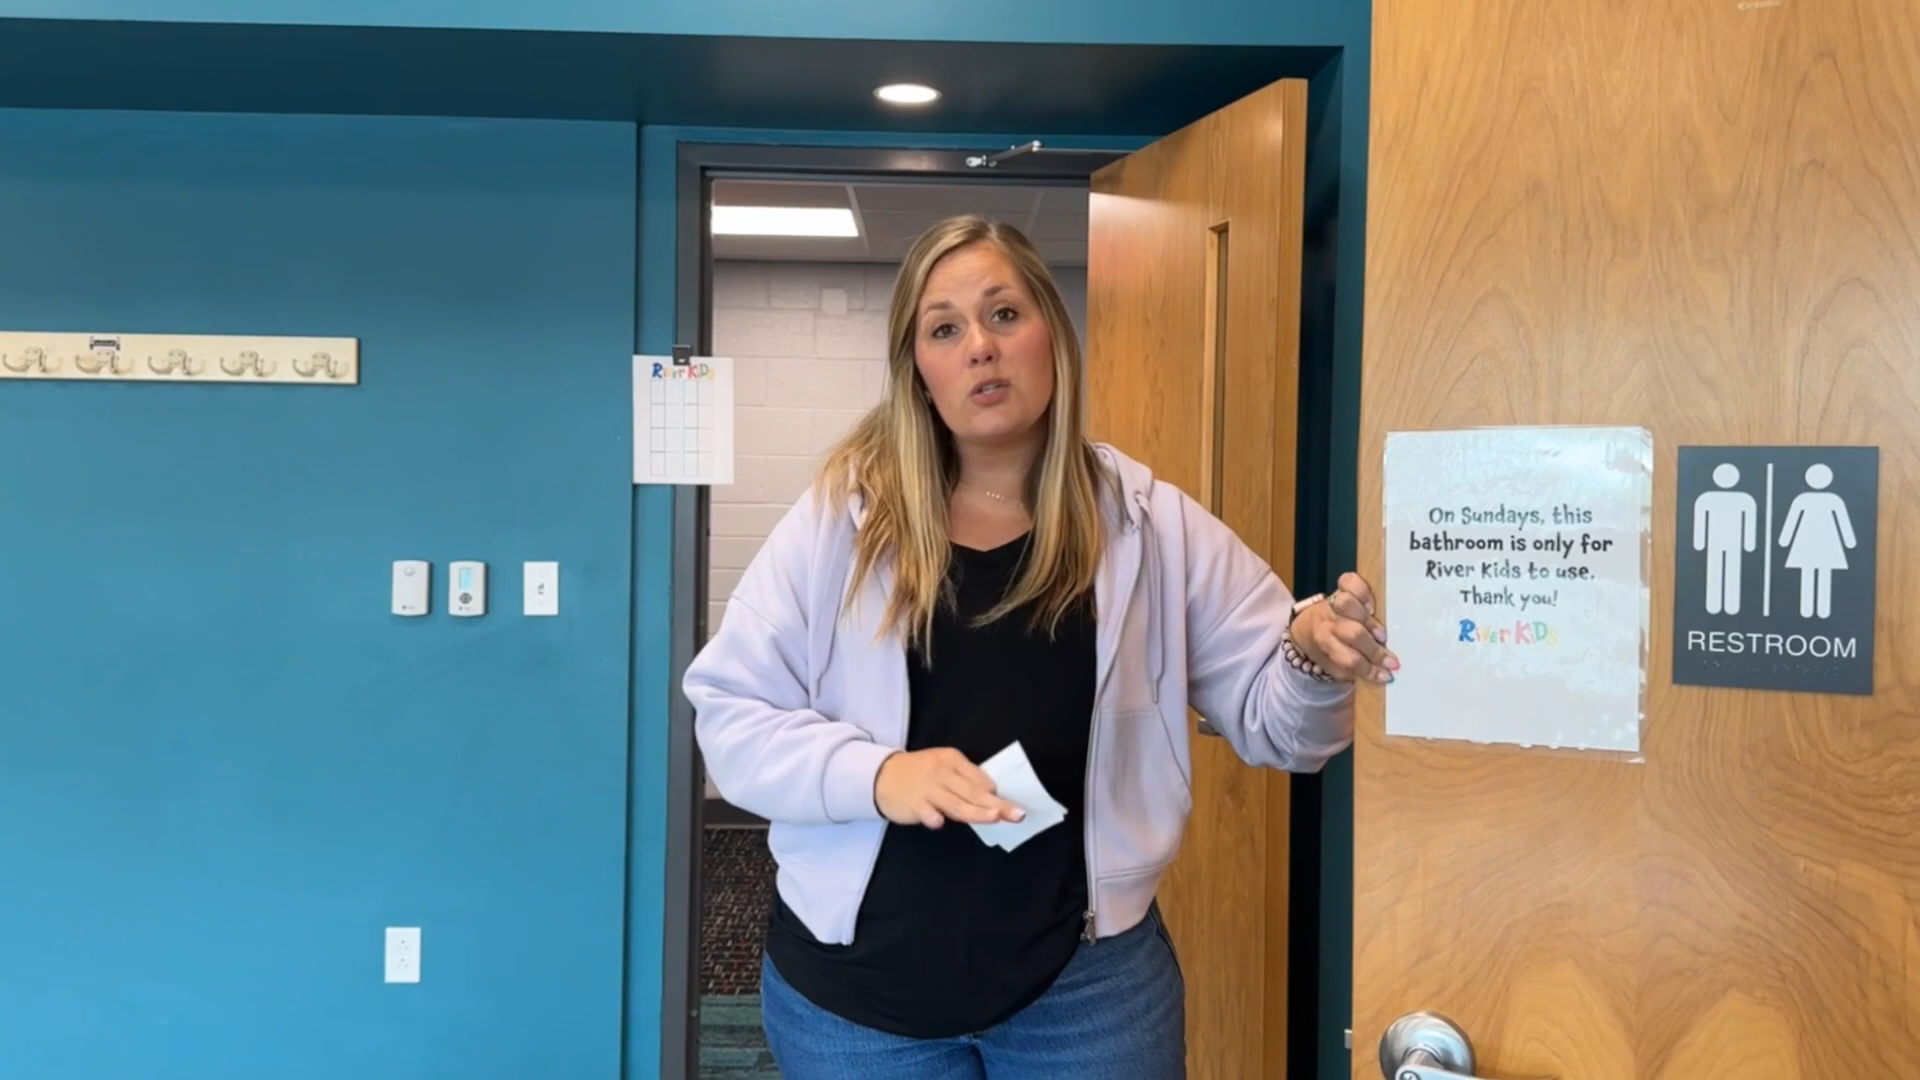 River KiDs
On Sundays, this
bathroom is only for
River Kids to use.
Thank you!
River KiDs
RESTROOM